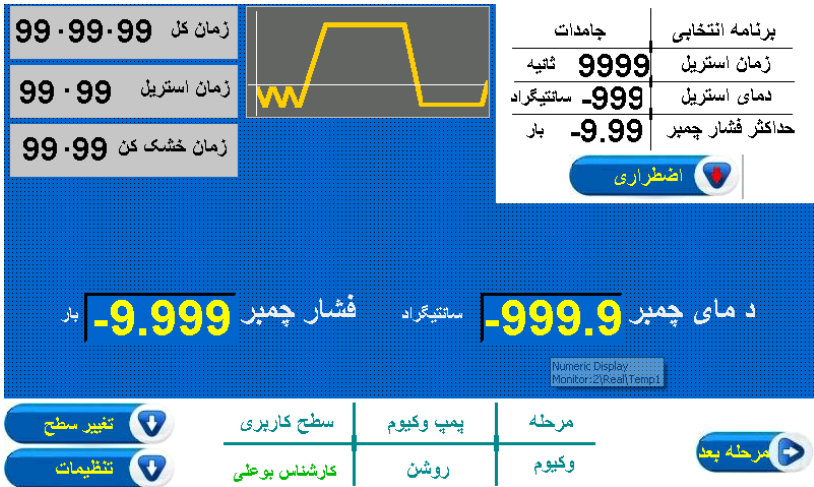 زمان کل 99·99·99
زمان استریل 99·99
زمان خشک کن 99·99
برنامه انتخابی جامدات
زمان استریل 9999 ثانیه
دمای استریل -999 سانتیگراد
حداکثر فشار چمبر -9.99 بار
اضطراری
د مای چمبر -999.9 سانتیگراد
فشار چمبر -9.999 بار
Numeric Display
Monitor:2\Real\Temp1
مرحله پمپ وکیوم سطح کاربری
وکیوم روشن کارشناس بوعلی
تغییر سطح
تنظیمات
مرحله بعد